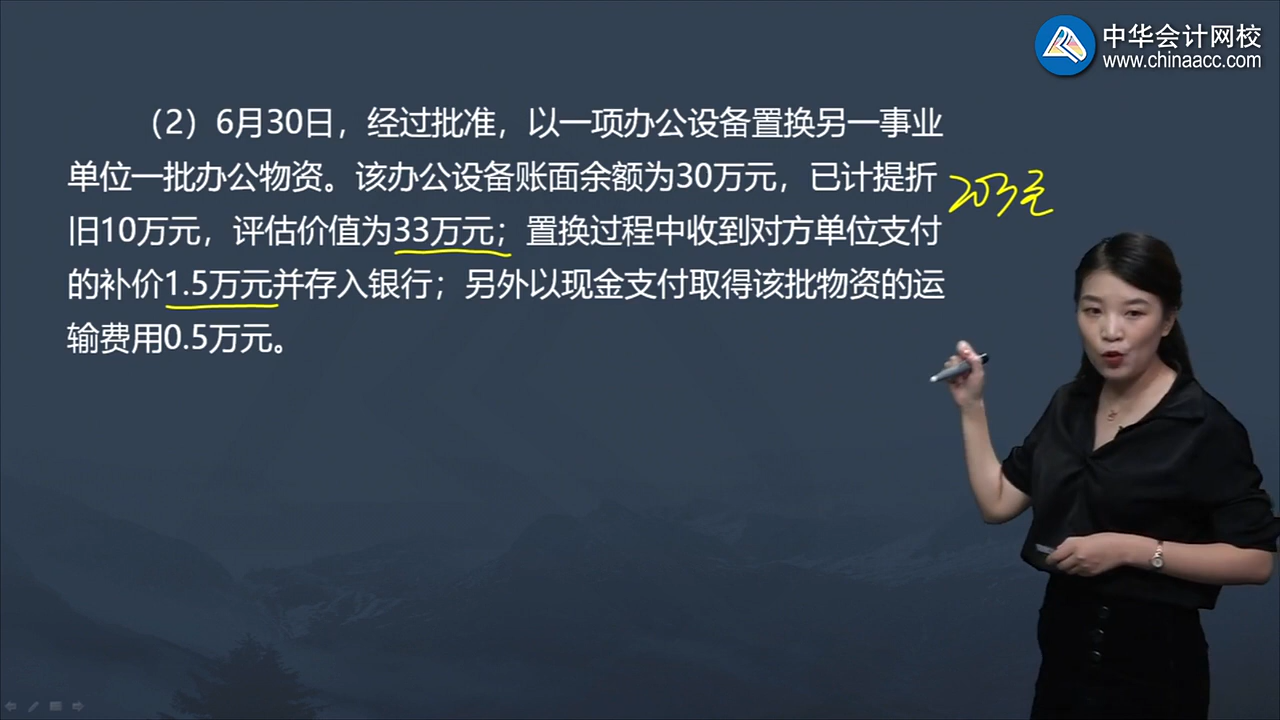 中华会计网校
www.chinaacc.com
（2）6月30日，经过批准，以一项办公设备置换另一事业
单位一批办公物资。该办公设备账面余额为30万元，已计提折
20万元
旧10万元，评估价值为33万元；置换过程中收到对方单位支付
的补价1.5万元并存入银行；另外以现金支付取得该批物资的运
输费用0.5万元。